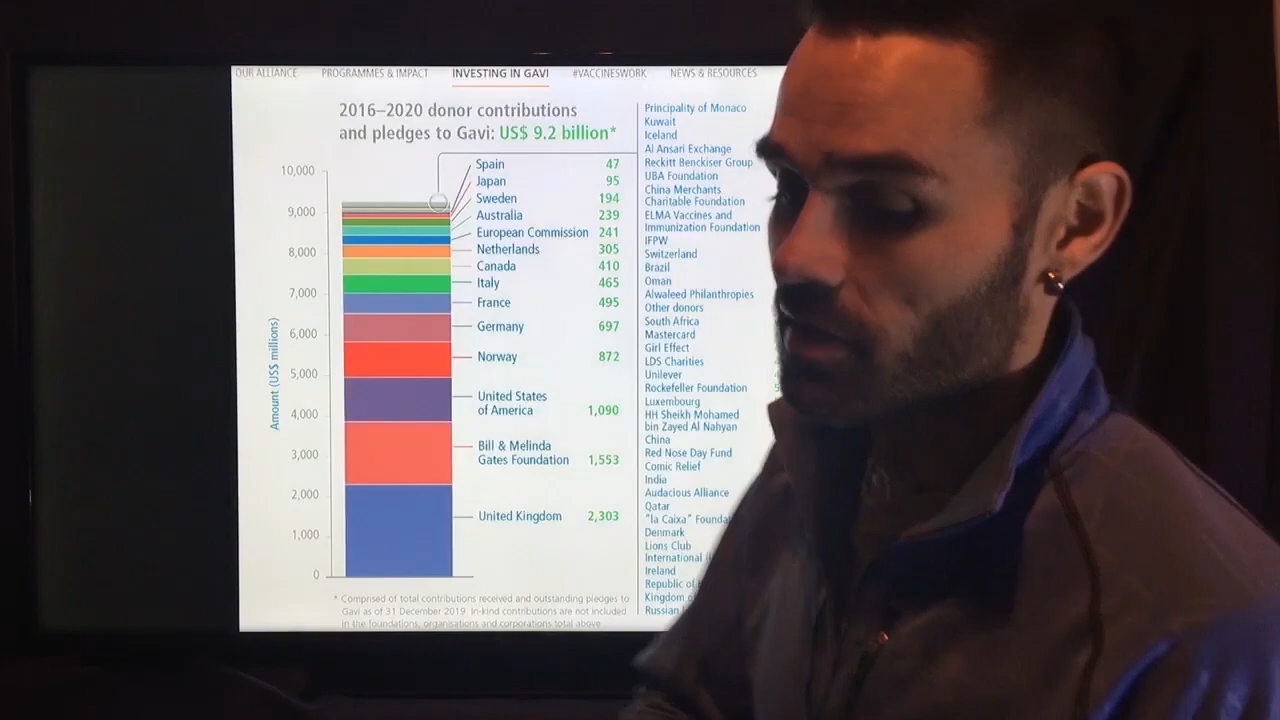 OUR ALLIANCE PROGRAMMES & IMPACT INVESTING IN GAVI #VACCINESWORK NEWS & RESOURCES
2016–2020 donor contributions
and pledges to Gavi: US$ 9.2 billion*
Amount (US$ millions)
10,000
9,000
8,000
7,000
6,000
5,000
4,000
3,000
2,000
1,000
0
Spain 47
Japan 95
Sweden 194
Australia 239
European Commission 241
Netherlands 305
Canada 410
Italy 465
France 495
Germany 697
Norway 872
United States
of America 1,090
Bill & Melinda
Gates Foundation 1,553
United Kingdom 2,303
* Comprised of total contributions received and outstanding pledges to
Gavi as of 31 December 2019. In-kind contributions are not included
in the foundations, organisations and corporations total above
Principality of Monaco
Kuwait
Iceland
Al Ansari Exchange
Reckitt Benckiser Group
UBA Foundation
China Merchants
Charitable Foundation
ELMA Vaccines and
Immunization Foundation
IFPW
Switzerland
Brazil
Oman
Alwaleed Philanthropies
Other donors
South Africa
Mastercard
Girl Effect
LDS Charities
Unilever
Rockefeller Foundation
Luxembourg
HH Sheikh Mohamed
bin Zayed Al Nahyan
China
Red Nose Day Fund
Comic Relief
India
Audacious Alliance
Qatar
"la Caixa" Founda
Denmark
Lions Club
International
Ireland
Republic of
Kingdom o
Russian